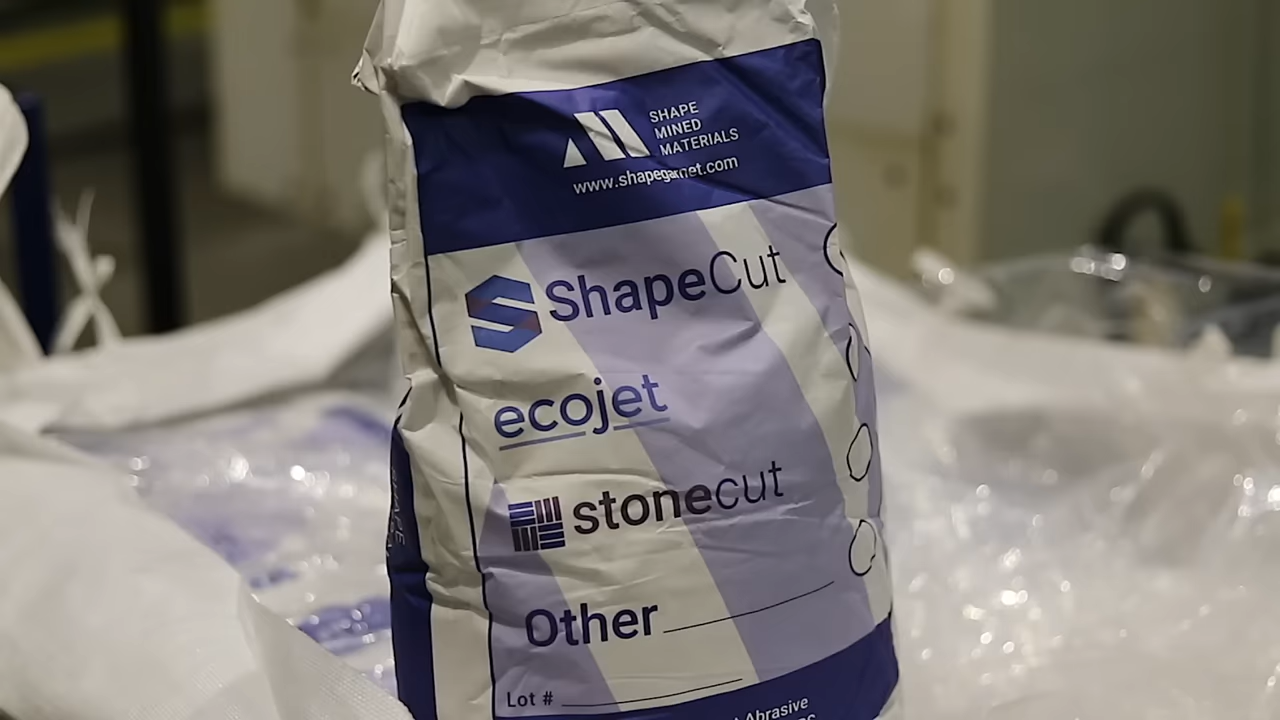 SHAPE
MINED
MATERIALS
www.shapegarnet.com
ShapeCut
ecojet
stonecut
Other
Lot #
Abrasive